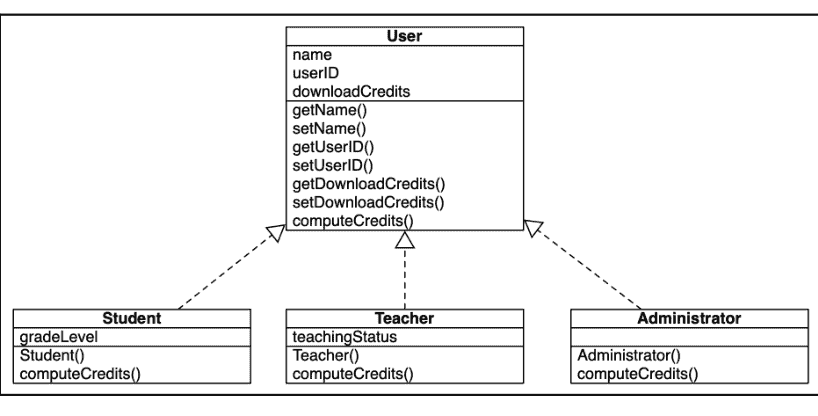 User
name
userID
downloadCredits
getName()
setName()
getUserID()
setUserID()
getDownloadCredits()
setDownloadCredits()
computeCredits()
Student
gradeLevel
Student()
computeCredits()
Teacher
teachingStatus
Teacher()
computeCredits()
Administrator
Administrator()
computeCredits()